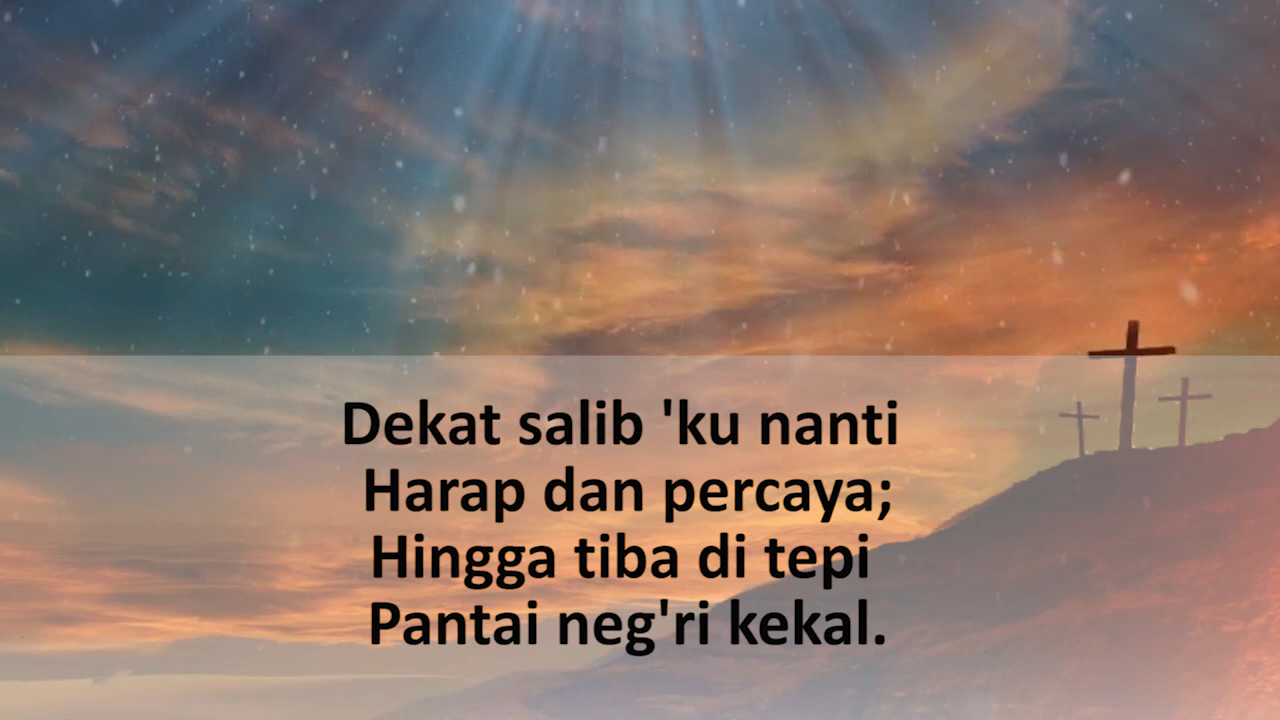 Dekat salib 'ku nanti
Harap dan percaya;
Hingga tiba di tepi
Pantai neg'ri kekal.